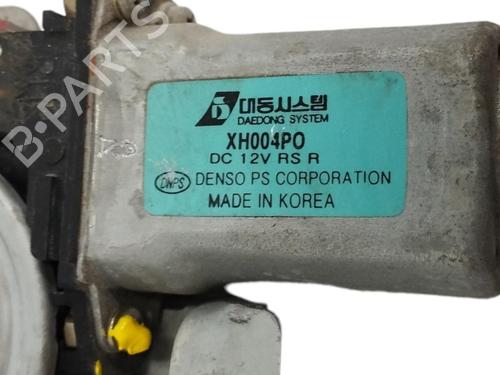 B-PARTS
대동시스템
DAEDONG SYSTEM
XH004PO
DC 12V RS R
DNPS DENSO PS CORPORATION
MADE IN KOREA